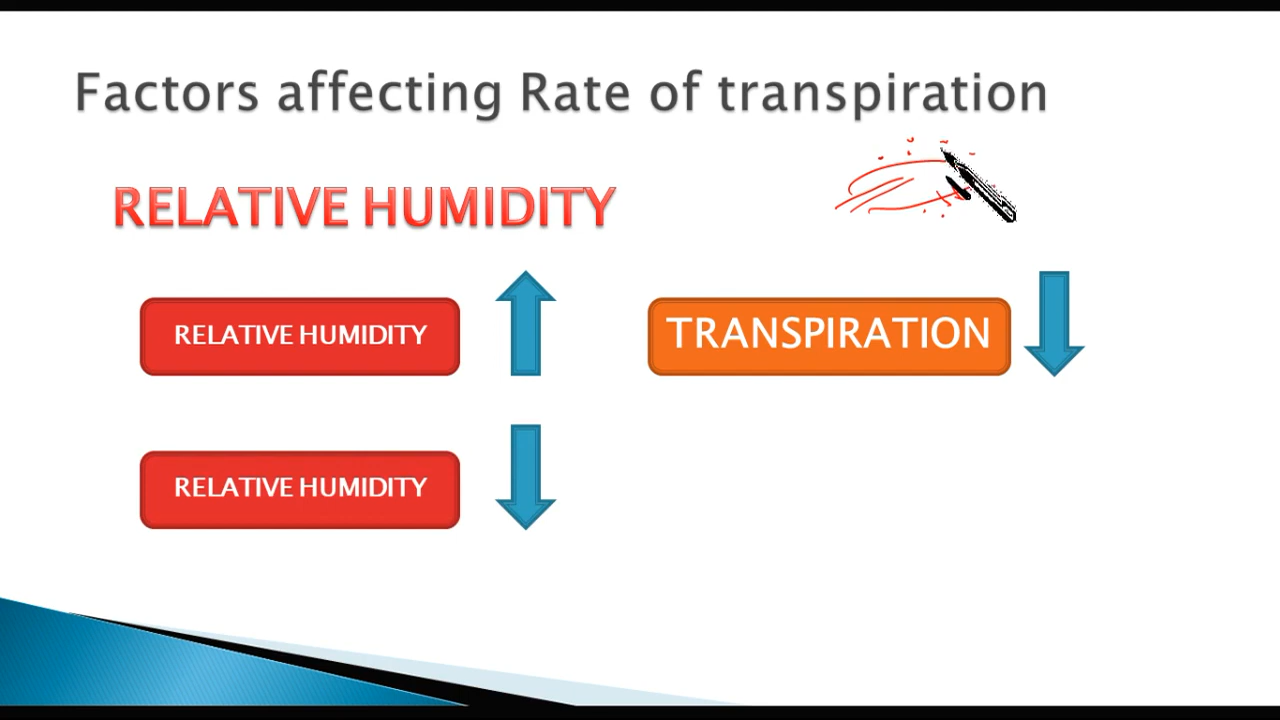 Factors affecting Rate of transpiration
RELATIVE HUMIDITY
RELATIVE HUMIDITY
TRANSPIRATION
RELATIVE HUMIDITY